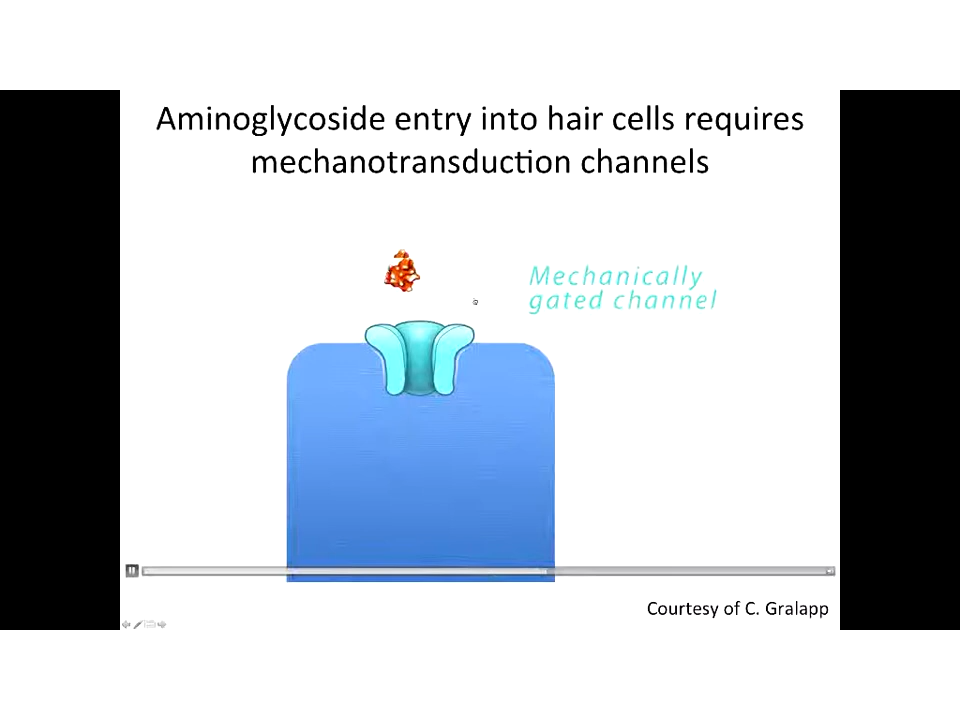 Aminoglycoside entry into hair cells requires
mechanotransduction channels
Mechanically
gated channel
Courtesy of C. Gralapp